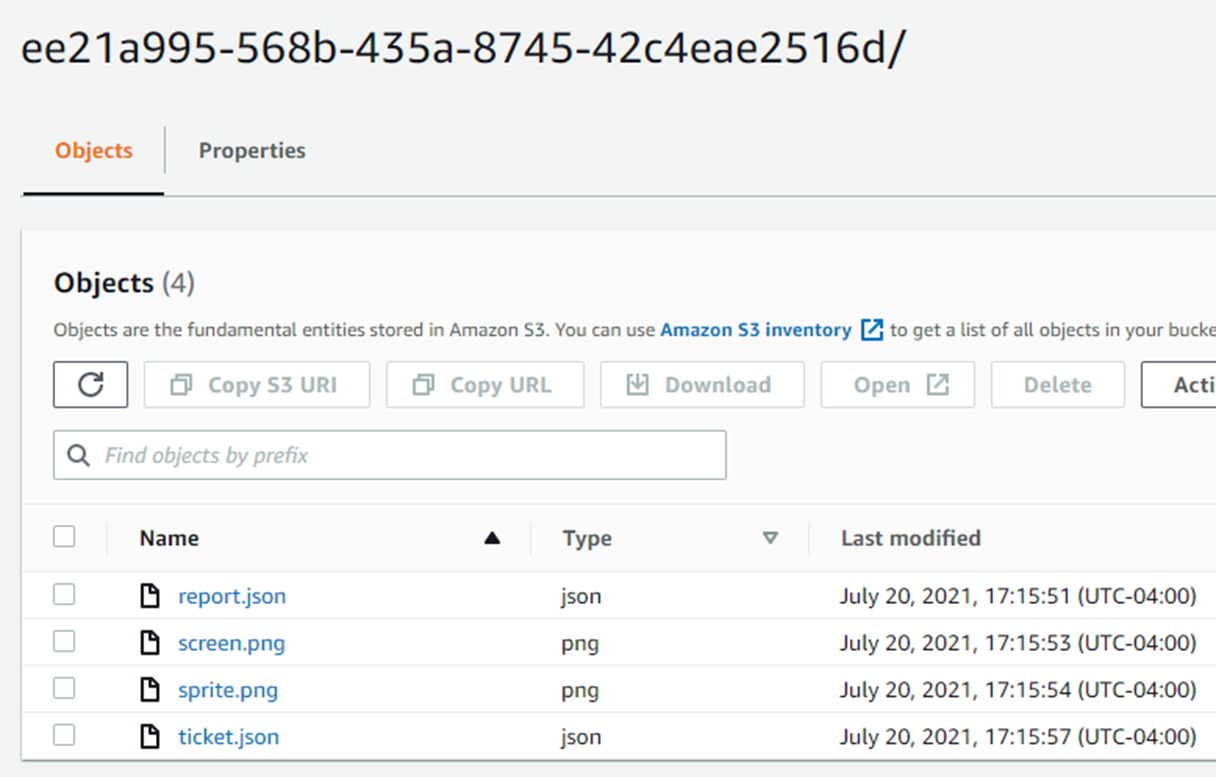 ee21a995-568b-435a-8745-42c4eae2516d/
Objects Properties
Objects (4)
Objects are the fundamental entities stored in Amazon S3. You can use Amazon S3 inventory to get a list of all objects in your bucke
Copy S3 URI Copy URL Download Open Delete Acti
Find objects by prefix
Name Type Last modified
report.json json July 20, 2021, 17:15:51 (UTC-04:00)
screen.png png July 20, 2021, 17:15:53 (UTC-04:00)
sprite.png png July 20, 2021, 17:15:54 (UTC-04:00)
ticket.json json July 20, 2021, 17:15:57 (UTC-04:00)